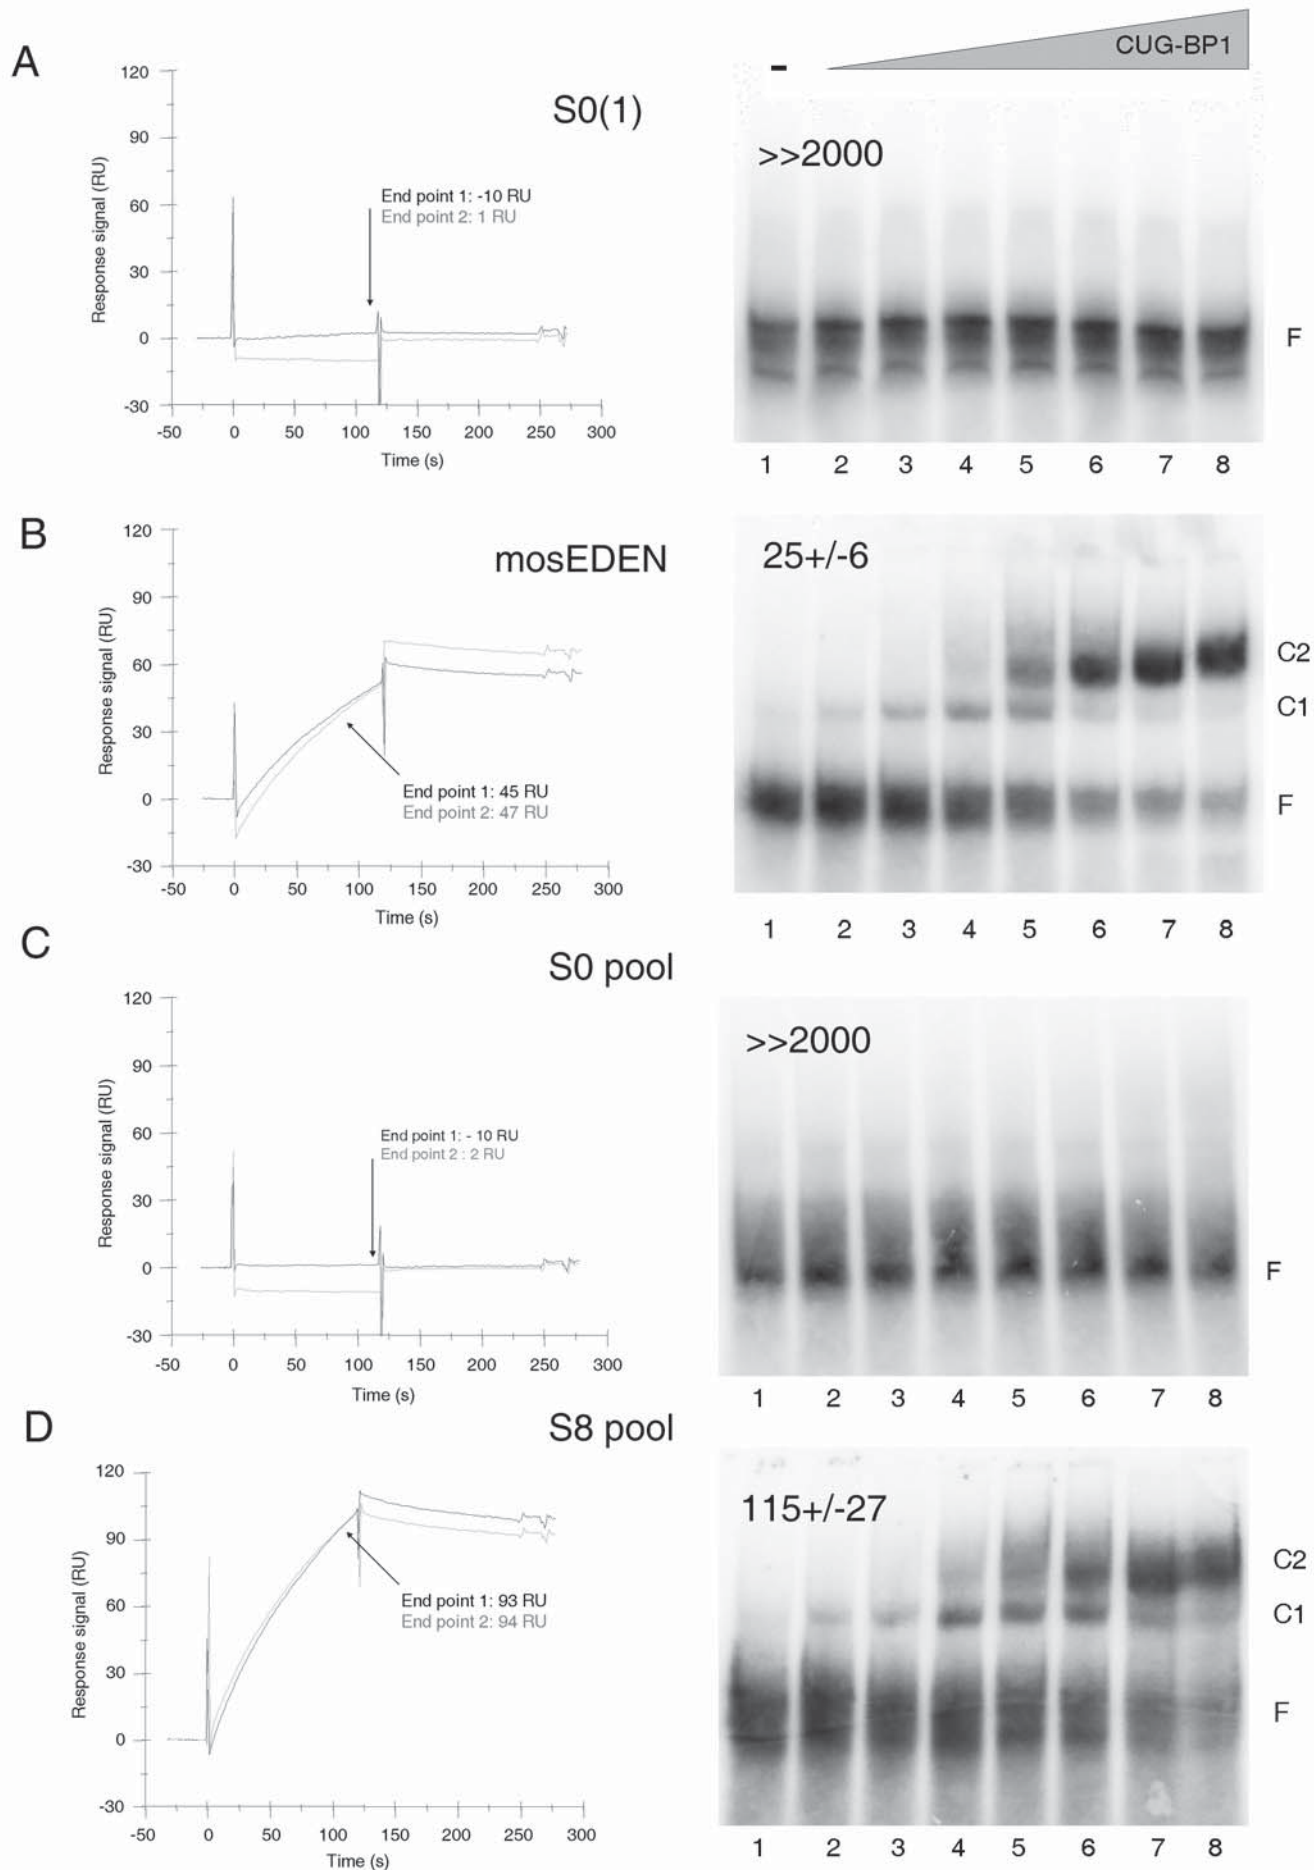 A
S0(1)
120
90
60
30
0
-30
Response signal (RU)
End point 1: -10 RU
End point 2: 1 RU
-50 0 50 100 150 200 250 300
Time (s)
- CUG-BP1
>>2000
F
1 2 3 4 5 6 7 8
B
mosEDEN
120
90
60
30
0
-30
Response signal (RU)
End point 1: 45 RU
End point 2: 47 RU
-50 0 50 100 150 200 250 300
Time (s)
25+/-6
C2
C1
F
1 2 3 4 5 6 7 8
C
S0 pool
120
90
60
30
0
-30
Response signal (RU)
End point 1: - 10 RU
End point 2 : 2 RU
-50 0 50 100 150 200 250 300
Time (s)
>>2000
F
1 2 3 4 5 6 7 8
D
S8 pool
120
90
60
30
0
-30
Response signal (RU)
End point 1: 93 RU
End point 2: 94 RU
-50 0 50 100 150 200 250 300
Time (s)
115+/-27
C2
C1
F
1 2 3 4 5 6 7 8